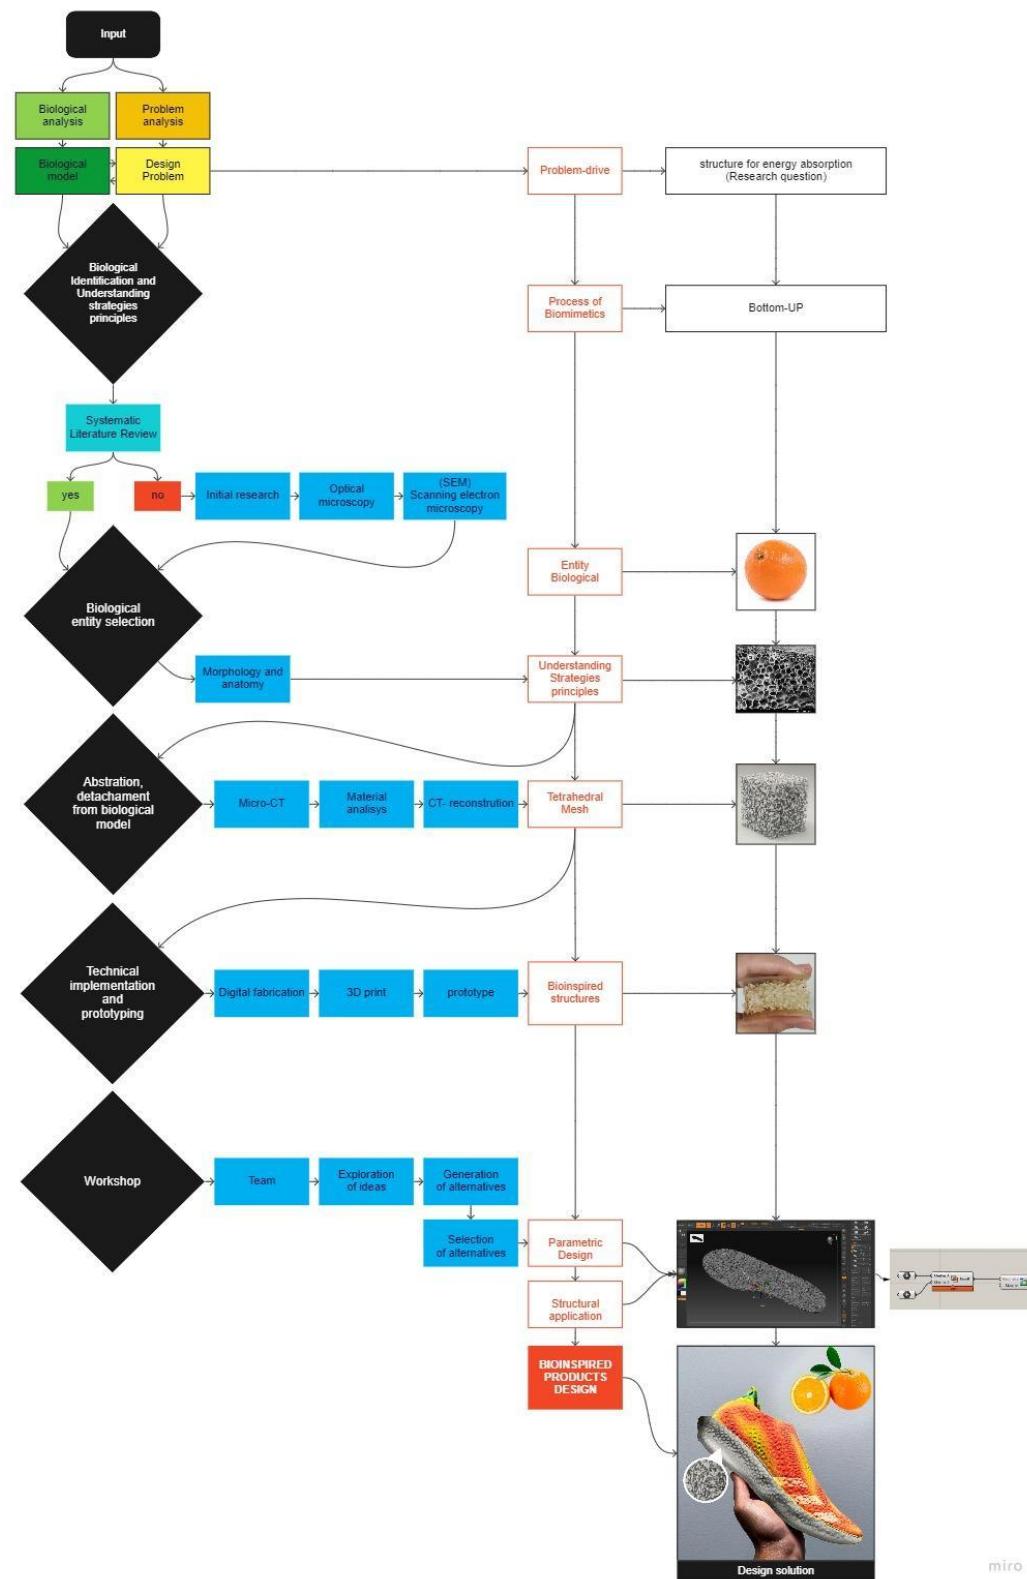 Input
Biological
analysis
Problem
analysis
Biological
model
Design
Problem
Problem-drive
structure for energy absorption
(Research question)
Biological
Identification and
Understanding
strategies
principles
Process of
Biomimetics
Bottom-UP
Systematic
Literature Review
yes
no
Initial research
Optical
microscopy
(SEM)
Scanning electron
microscopy
Entity
Biological
Biological
entity selection
Morphology and
anatomy
Understanding
Strategies
principles
Abstration,
detachament
from biological
model
Micro-CT
Material
analisys
CT- reconstrution
Tetrahedral
Mesh
Technical
implementation
and
prototyping
Digital fabrication
3D print
prototype
Bioinspired
structures
Workshop
Team
Exploration
of ideas
Generation
of alternatives
Selection
of alternatives
Parametric
Design
Structural
application
BIOINSPIRED
PRODUCTS
DESIGN
Design solution
miro